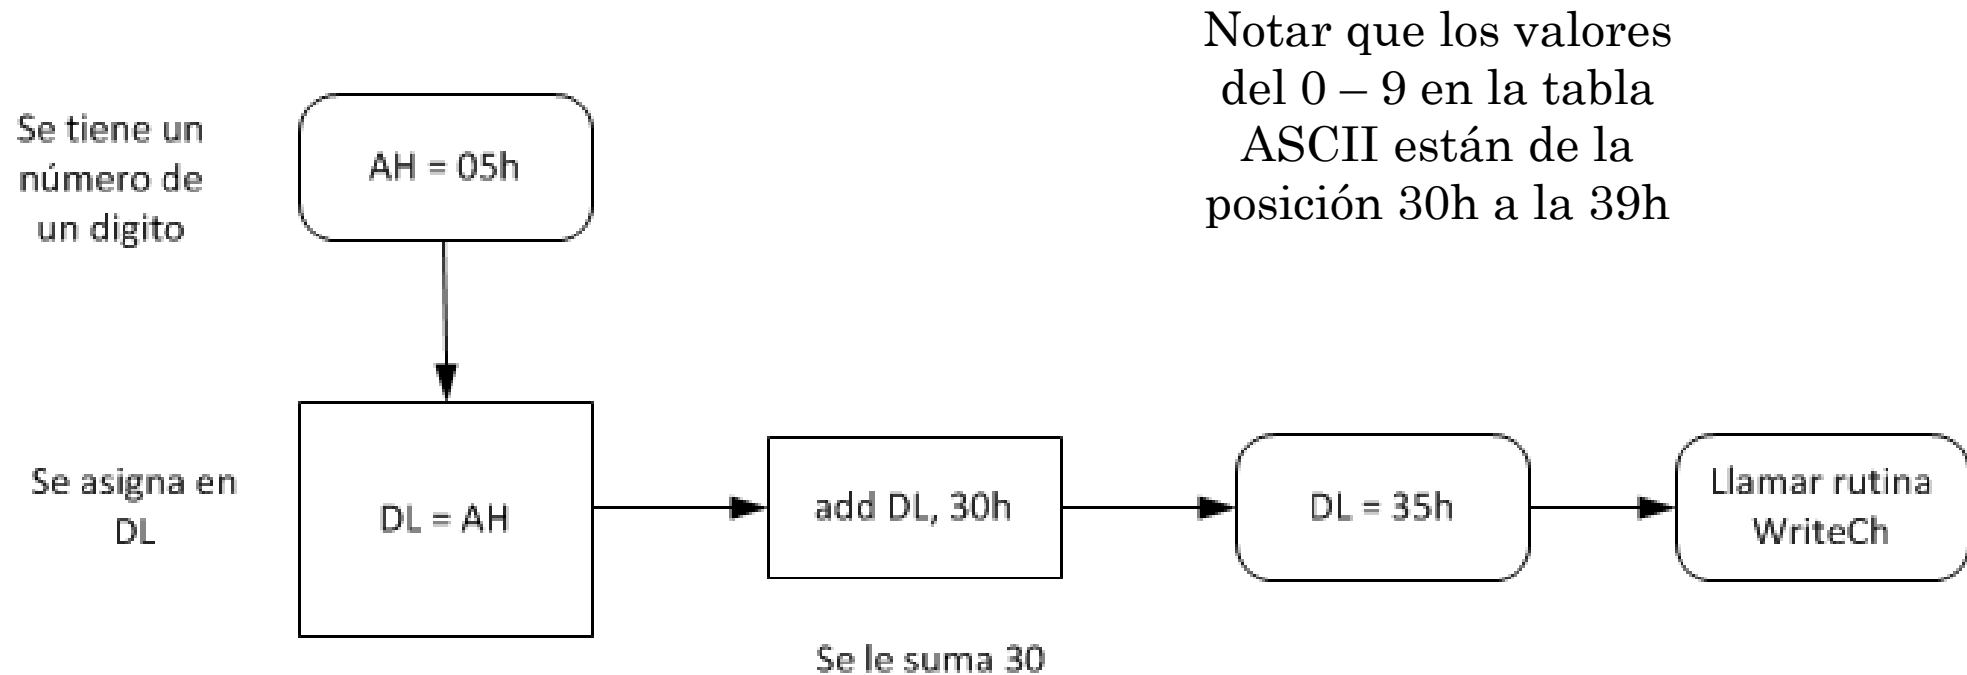 Notar que los valores
del 0 – 9 en la tabla
ASCII están de la
posición 30h a la 39h
Se tiene un
número de
un digito
AH = 05h
Se asigna en
DL
DL = AH
add DL, 30h
DL = 35h
Llamar rutina
WriteCh
Se le suma 30